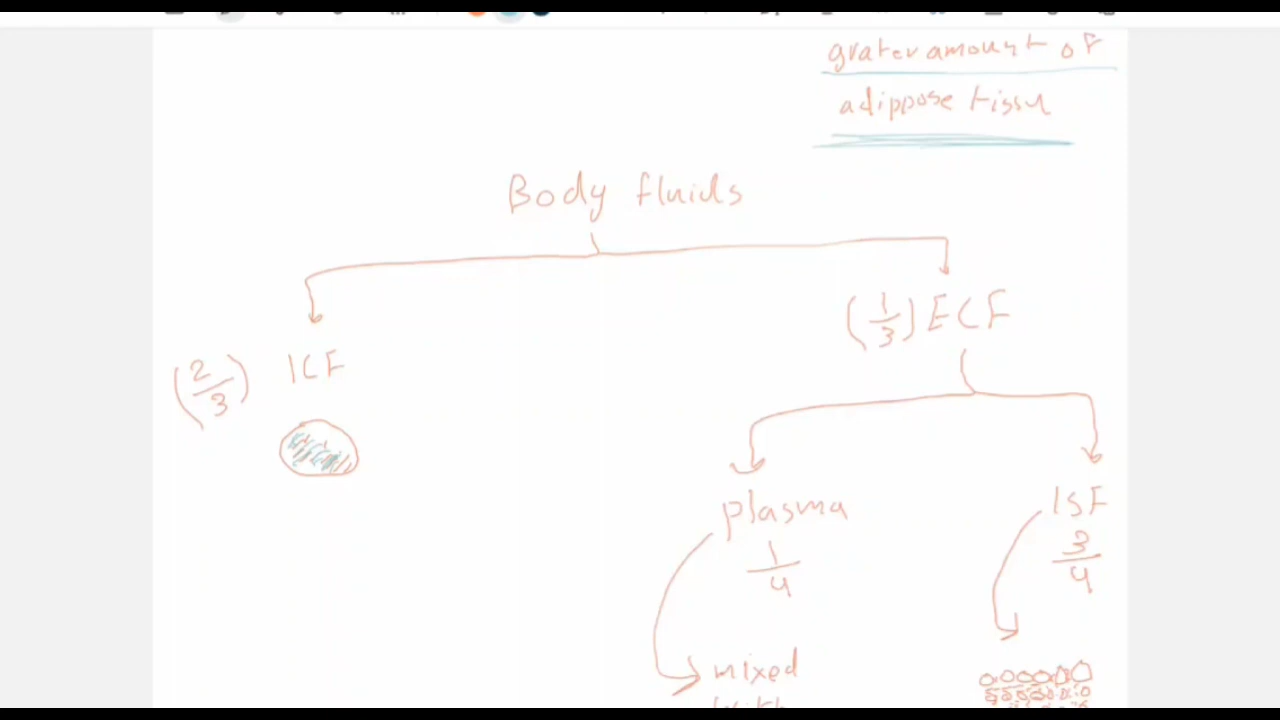 grater amount of
adippose tissu
Body fluids
(1/3) ECF
(2/3) ICF
plasma
1/4
ISF
3/4
mixed
with